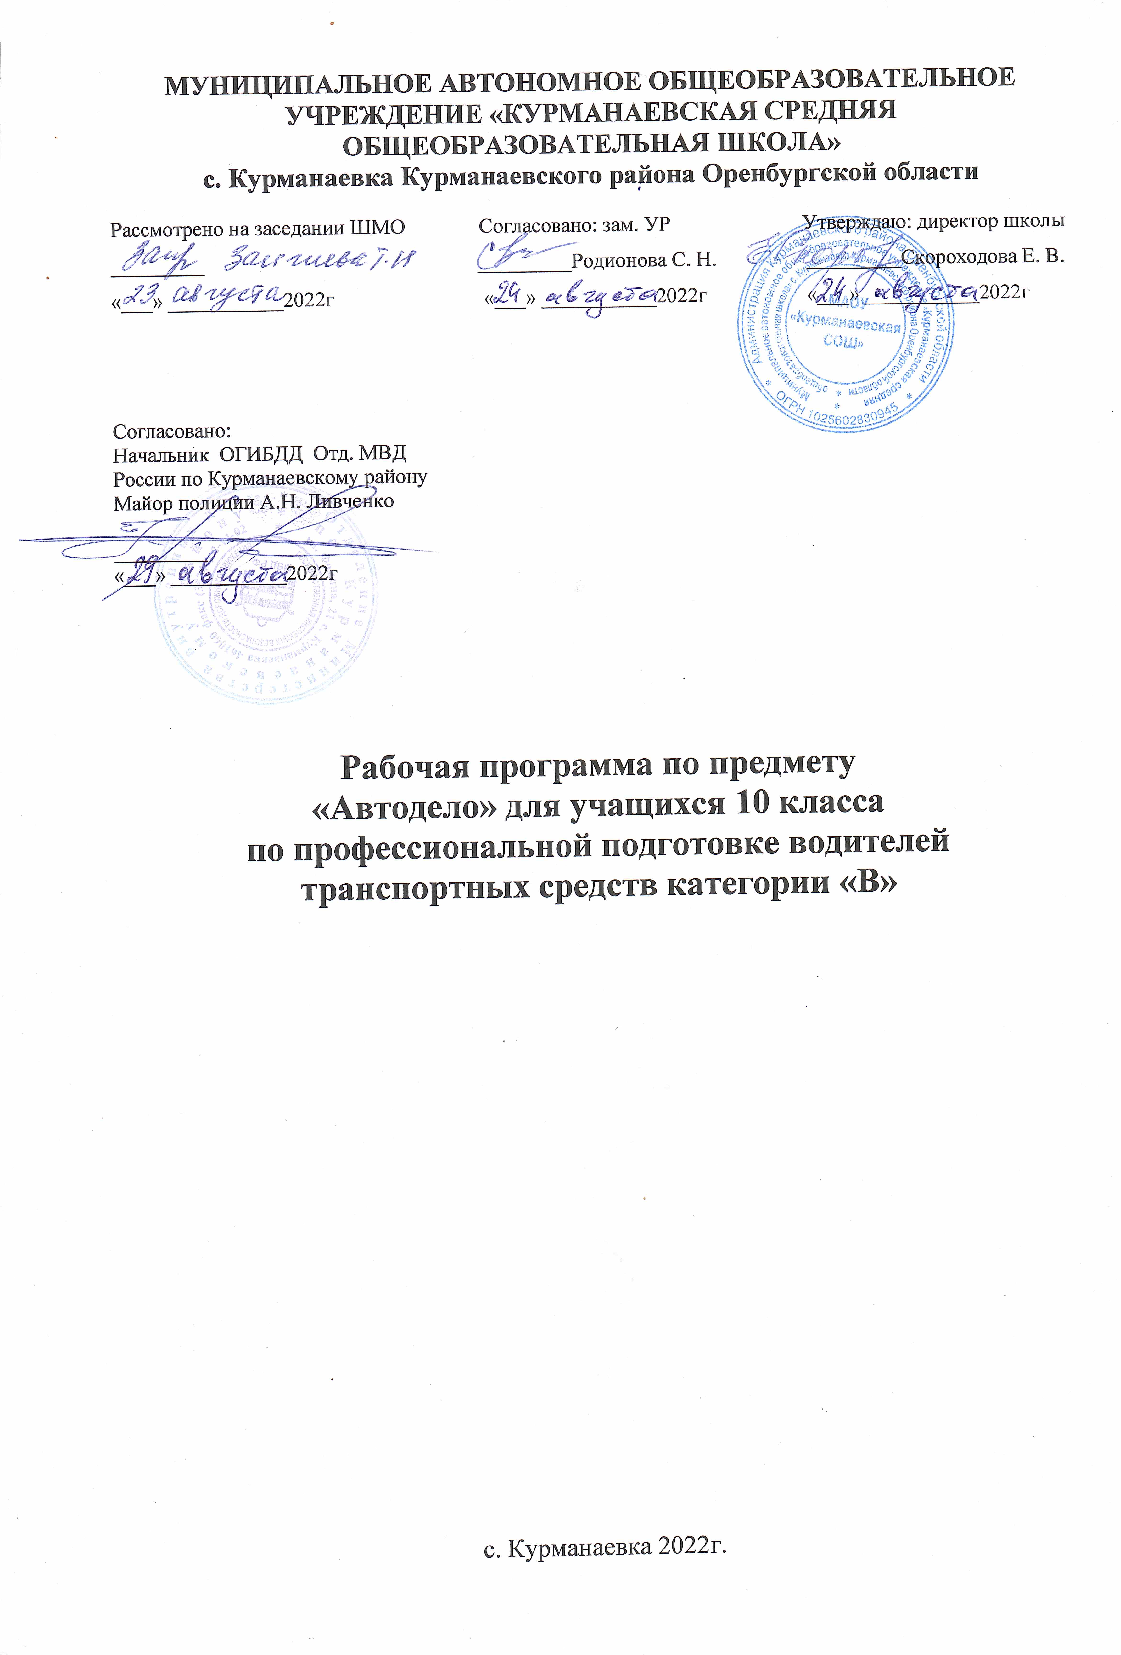 МУНИЦИПАЛЬНОЕ АВТОНОМНОЕ ОБЩЕОБРАЗОВАТЕЛЬНОЕ
УЧРЕЖДЕНИЕ «КУРМАНАЕВСКАЯ СРЕДНЯЯ
ОБЩЕОБРАЗОВАТЕЛЬНАЯ ШКОЛА»
с. Курманаевка Курманаевского района Оренбургской области
Рассмотрено на заседании ШМО
«23» августа 2022г
Согласовано: зам. УР
Родионова С. Н.
«24» августа 2022г
Утверждаю: директор школы
Скороходова Е. В.
«24» августа 2022г
«Курманаевская
СОШ»
ОГРН 1025602830945
Согласовано:
Начальник ОГИБДД Отд. МВД
России по Курманаевскому району
Майор полиции А.Н. Ливченко
«29» августа 2022г
Рабочая программа по предмету
«Автодело» для учащихся 10 класса
по профессиональной подготовке водителей
транспортных средств категории «В»
с. Курманаевка 2022г.